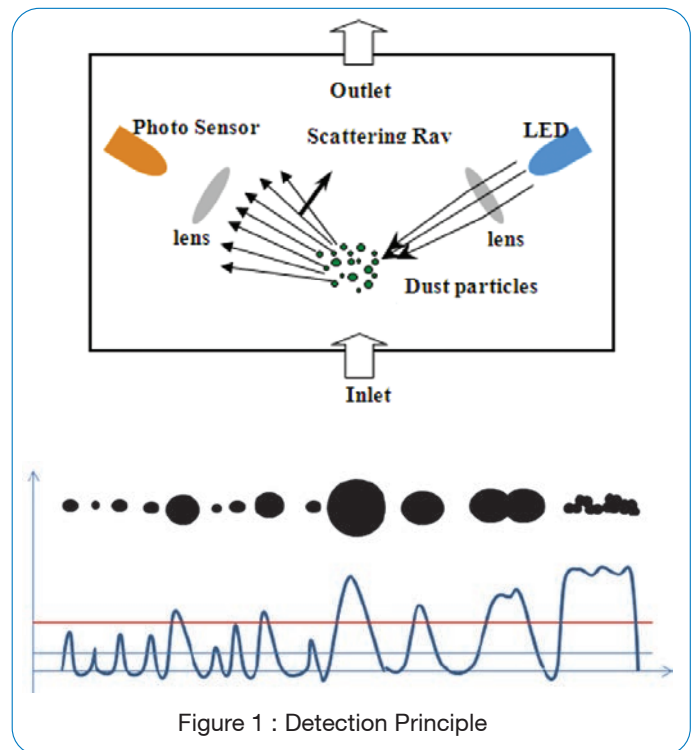 Outlet
Photo Sensor
Scattering Ray
LED
lens
lens
Dust particles
Inlet
Figure 1 : Detection Principle